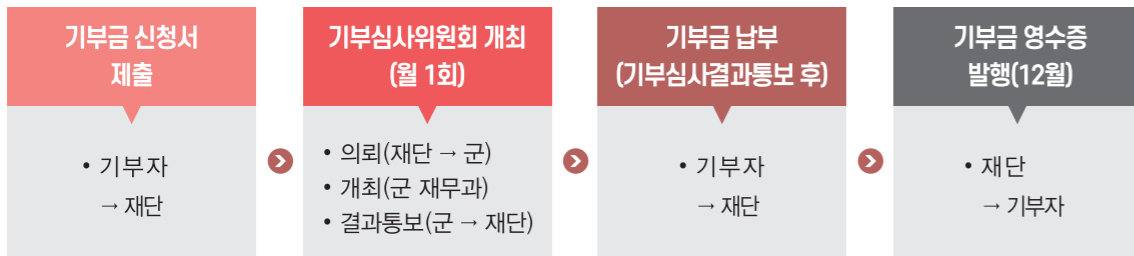 기부금 신청서
제출
• 기부자
→ 재단
기부심사위원회 개최
(월 1회)
• 의뢰(재단 → 군)
• 개최(군 재무과)
• 결과통보(군 → 재단)
기부금 납부
(기부심사결과통보 후)
• 기부자
→ 재단
기부금 영수증
발행(12월)
• 재단
→ 기부자